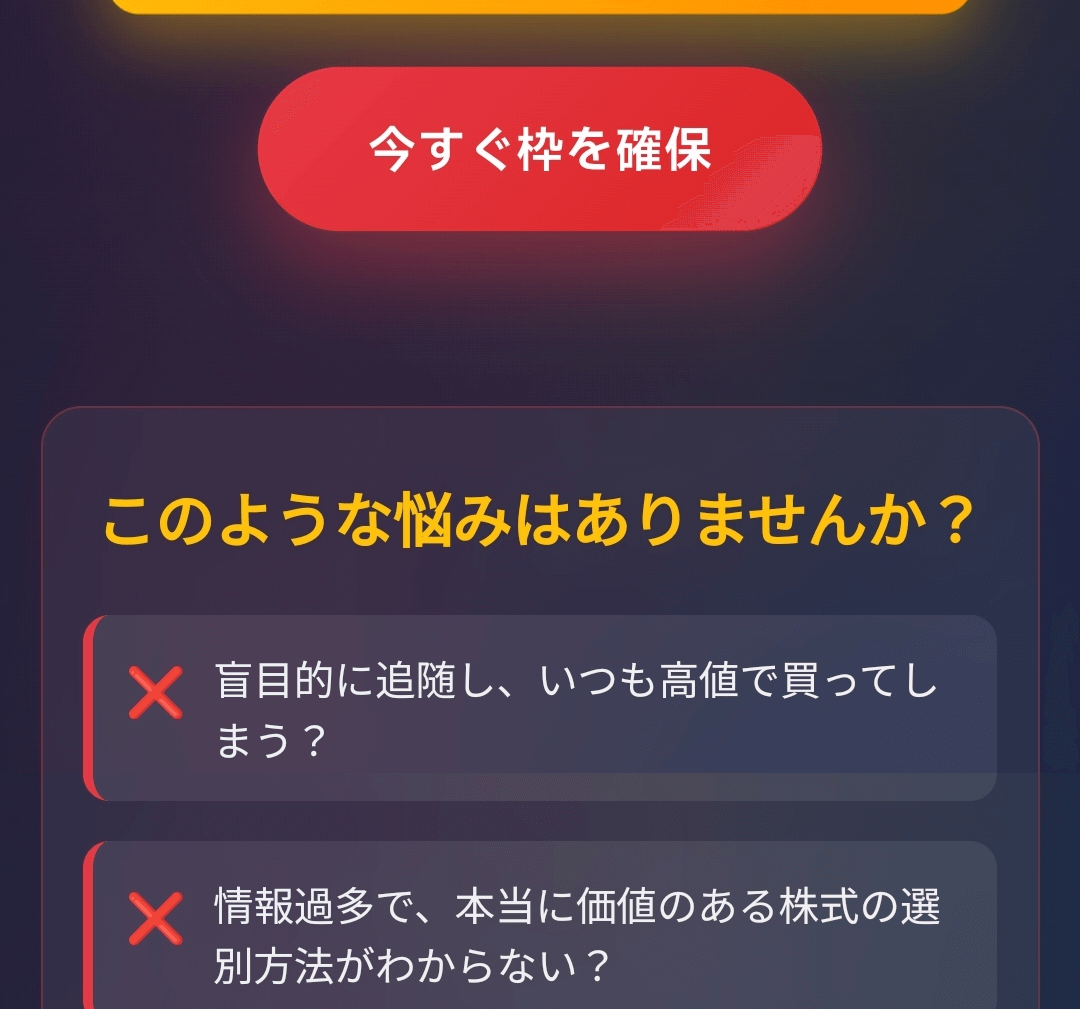 今すぐ枠を確保
このような悩みはありませんか？
盲目的に追随し、いつも高値で買ってし
まう？
情報過多で、本当に価値のある株式の選
別方法がわからない？